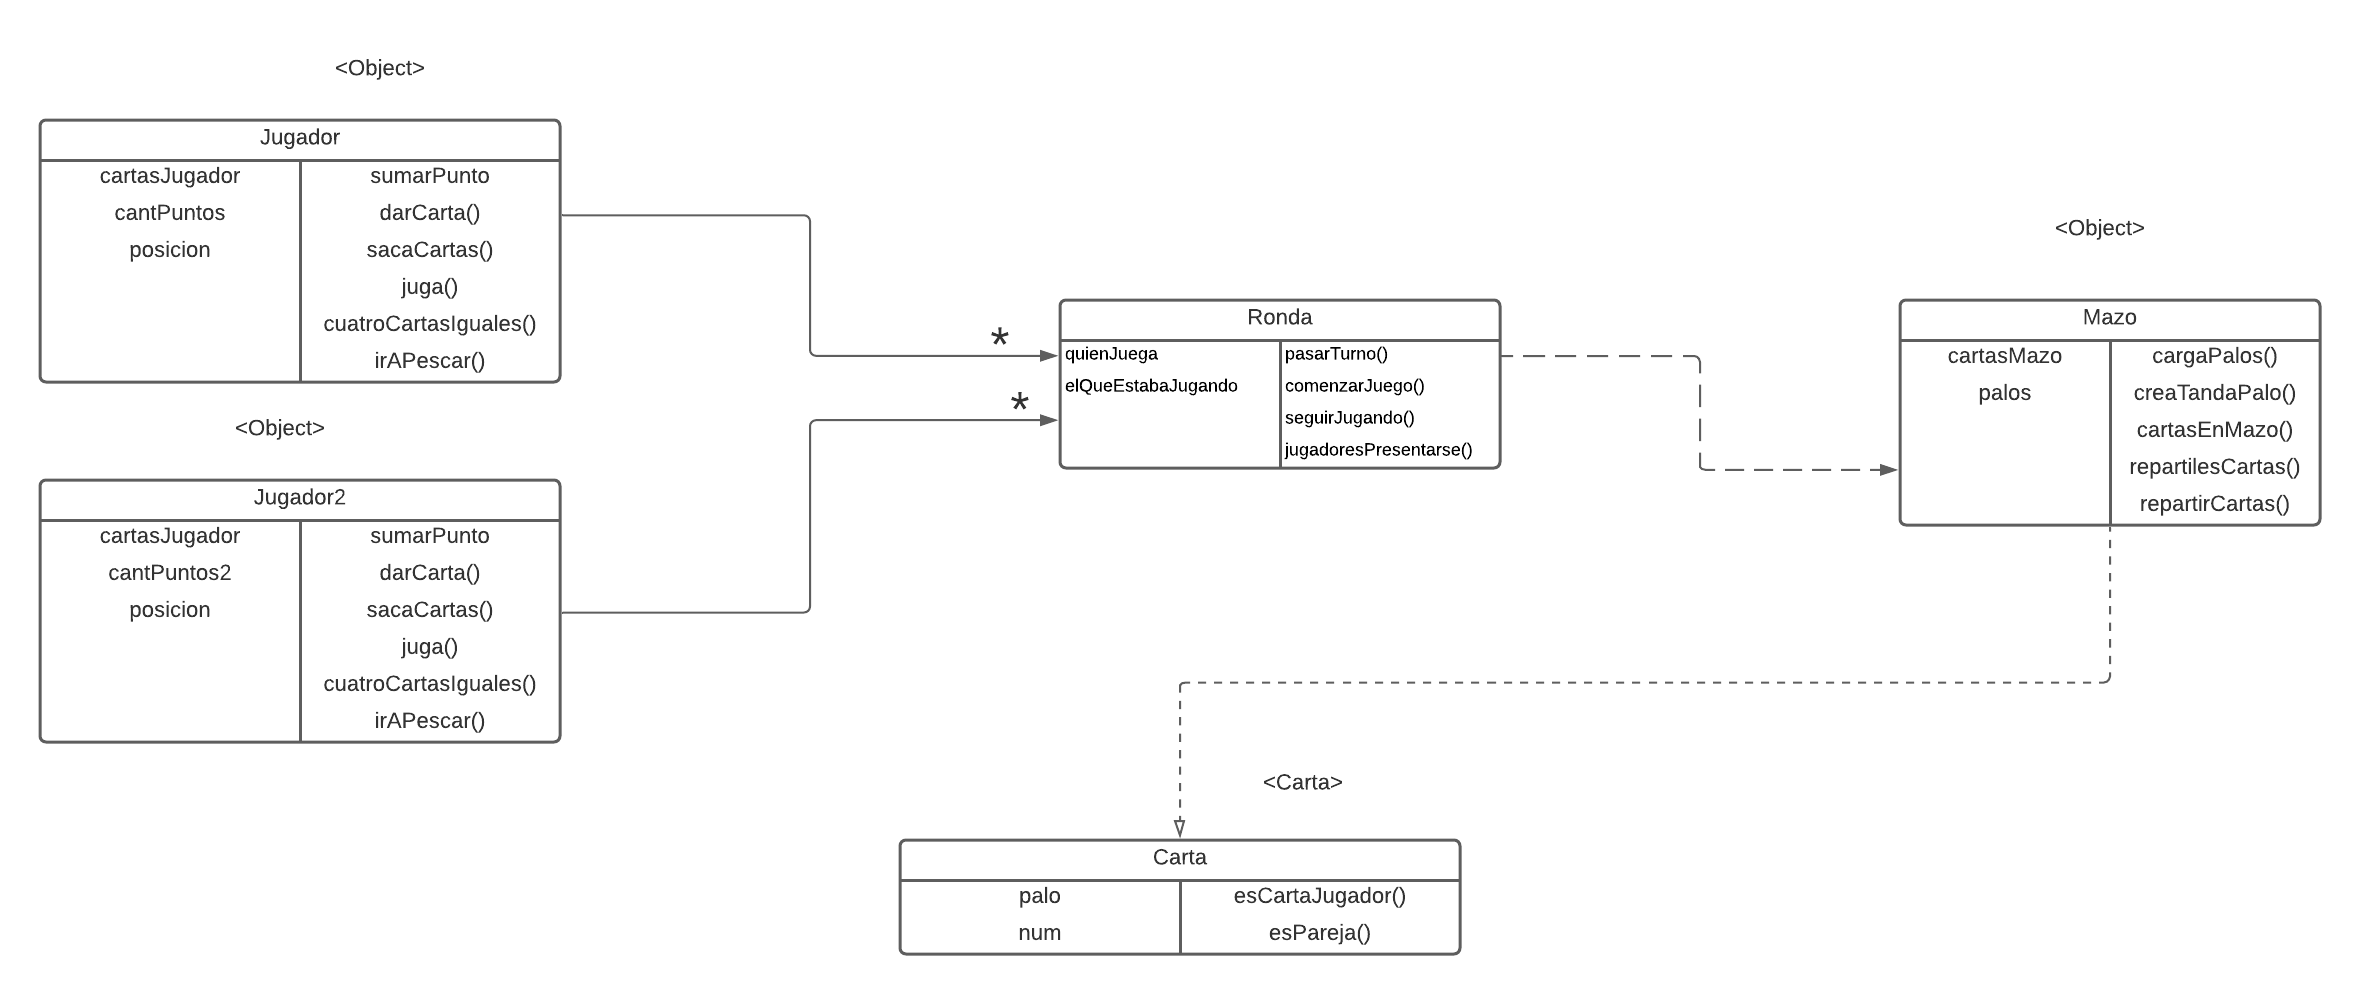 <Object>
Jugador
cartasJugador
cantPuntos
posicion
sumarPunto
darCarta()
sacaCartas()
juga()
cuatroCartasIguales()
irAPescar()
<Object>
Jugador2
cartasJugador
cantPuntos2
posicion
sumarPunto
darCarta()
sacaCartas()
juga()
cuatroCartasIguales()
irAPescar()
*
*
Ronda
quienJuega
elQueEstabaJugando
pasarTurno()
comenzarJuego()
seguirJugando()
jugadoresPresentarse()
<Object>
Mazo
cartasMazo
palos
cargaPalos()
creaTandaPalo()
cartasEnMazo()
repartilesCartas()
repartirCartas()
<Carta>
Carta
palo
num
esCartaJugador()
esPareja()